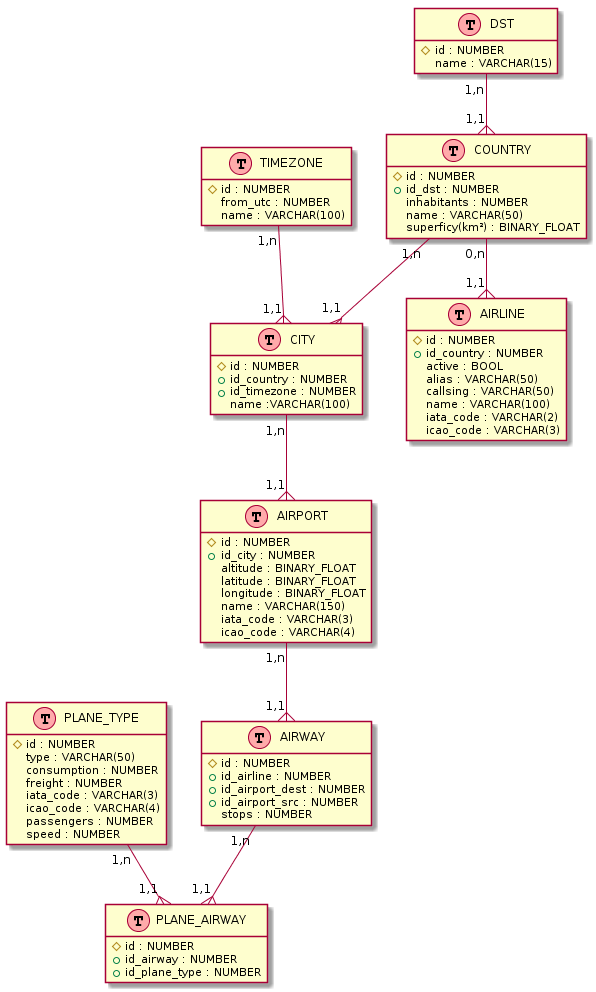 T DST
id : NUMBER
name : VARCHAR(15)
1,n
1,1
T COUNTRY
id : NUMBER
id_dst : NUMBER
inhabitants : NUMBER
name : VARCHAR(50)
superficy(km²) : BINARY_FLOAT
T TIMEZONE
id : NUMBER
from_utc : NUMBER
name : VARCHAR(100)
1,n
1,n
0,n
1,1
1,1
1,1
T AIRLINE
id : NUMBER
id_country : NUMBER
active : BOOL
alias : VARCHAR(50)
callsing : VARCHAR(50)
name : VARCHAR(100)
iata_code : VARCHAR(2)
icao_code : VARCHAR(3)
T CITY
id : NUMBER
id_country : NUMBER
id_timezone : NUMBER
name :VARCHAR(100)
1,n
1,1
T AIRPORT
id : NUMBER
id_city : NUMBER
altitude : BINARY_FLOAT
latitude : BINARY_FLOAT
longitude : BINARY_FLOAT
name : VARCHAR(150)
iata_code : VARCHAR(3)
icao_code : VARCHAR(4)
1,n
1,1
T PLANE_TYPE
id : NUMBER
type : VARCHAR(50)
consumption : NUMBER
freight : NUMBER
iata_code : VARCHAR(3)
icao_code : VARCHAR(4)
passengers : NUMBER
speed : NUMBER
T AIRWAY
id : NUMBER
id_airline : NUMBER
id_airport_dest : NUMBER
id_airport_src : NUMBER
stops : NUMBER
1,n
1,n
1,1
1,1
T PLANE_AIRWAY
id : NUMBER
id_airway : NUMBER
id_plane_type : NUMBER